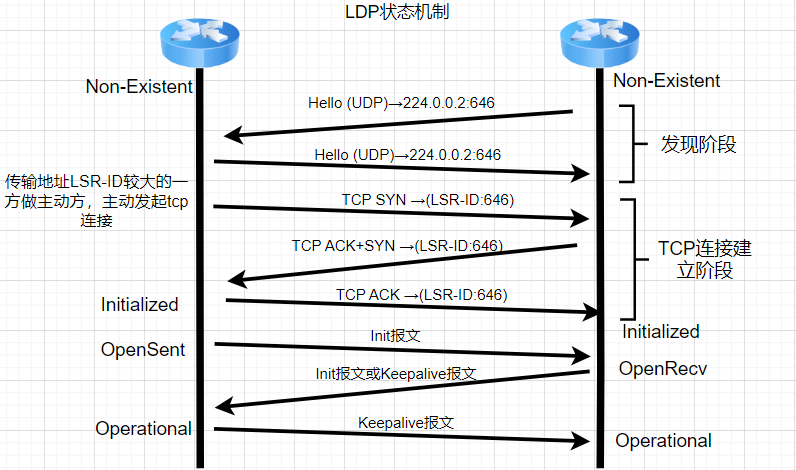 LDP状态机制
Non-Existent
Non-Existent
Hello (UDP)→224.0.0.2:646
发现阶段
Hello (UDP)→224.0.0.2:646
传输地址LSR-ID较大的一
方做主动方，主动发起tcp
连接
TCP SYN →(LSR-ID:646)
TCP ACK+SYN →(LSR-ID:646)
TCP连接建
立阶段
TCP ACK →(LSR-ID:646)
Initialized
Initialized
Init报文
OpenSent
OpenRecv
Init报文或Keepalive报文
Keepalive报文
Operational
Operational